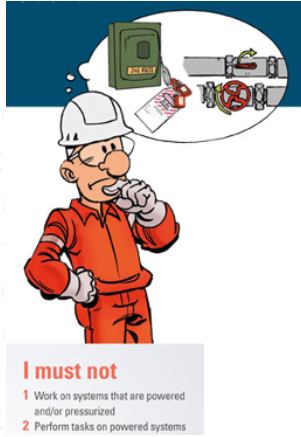 I must not
1 Work on systems that are powered
and/or pressurized
2 Perform tasks on powered systems